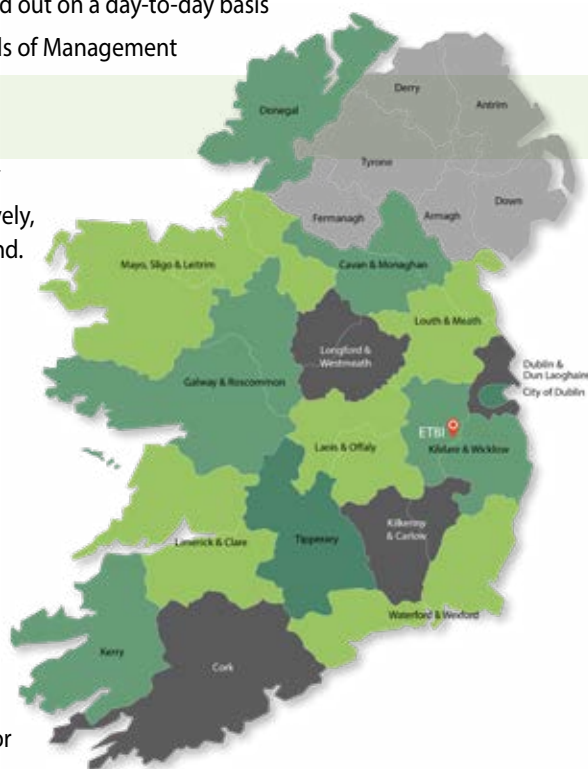 d out on a day-to-day basis
ls of Management
vely,
nd.
or
Donegal
Derry
Antrim
Tyrone
Fermanagh
Armagh
Down
Mayo, Sligo & Leitrim
Cavan & Monaghan
Louth & Meath
Longford &
Westmeath
Dublin &
Dun Laoghaire
City of Dublin
Galway & Roscommon
ETBI
Laois & Offaly
Kildare & Wicklow
Kilkenny
& Carlow
Tipperary
Limerick & Clare
Waterford & Wexford
Kerry
Cork